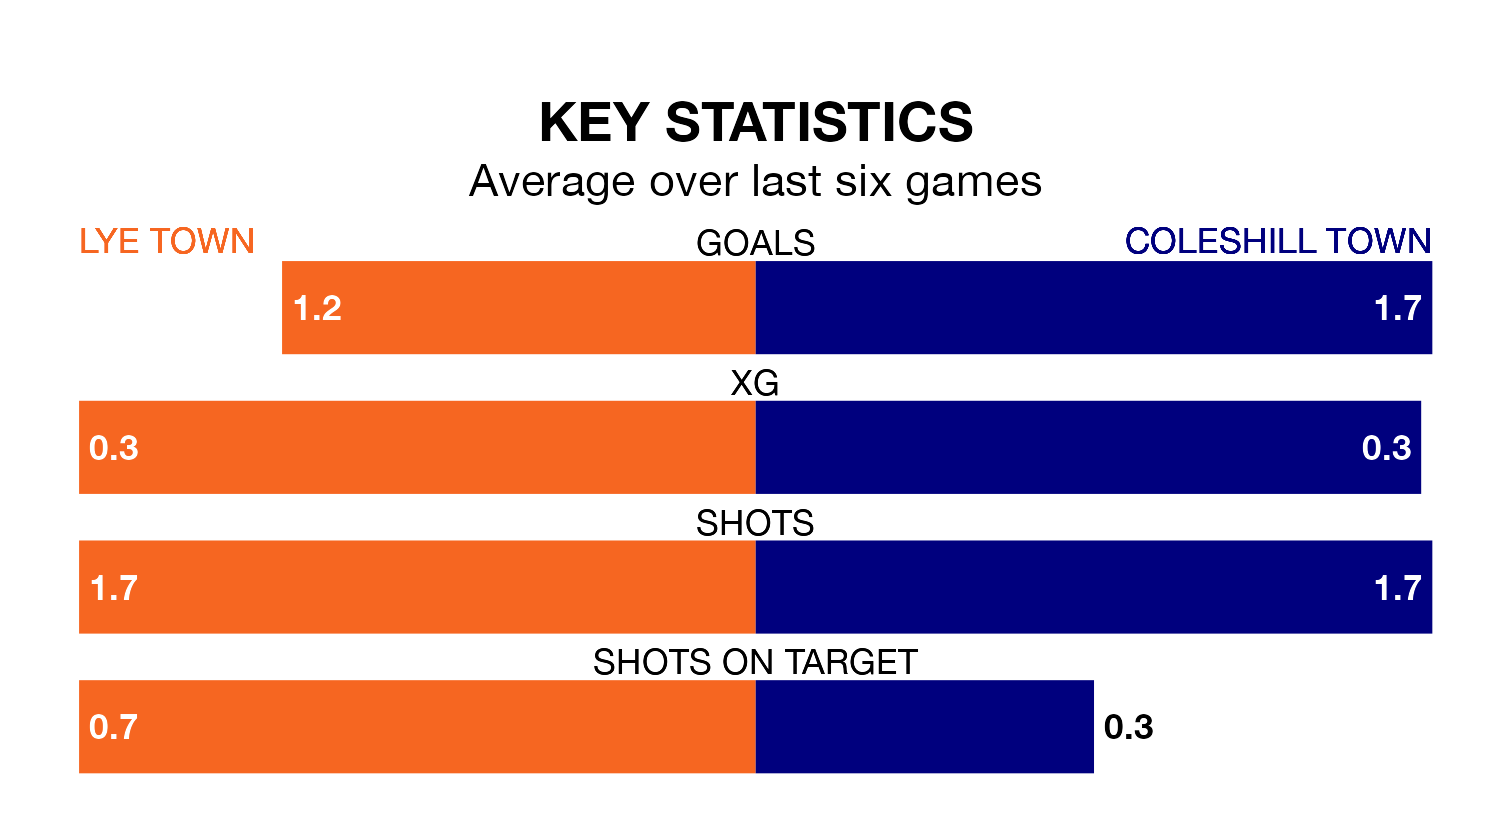 KEY STATISTICS
Average over last six games
LYE TOWN
GOALS
COLESHILL TOWN
1.2
1.7
XG
0.3
0.3
SHOTS
1.7
1.7
SHOTS ON TARGET
0.7
0.3